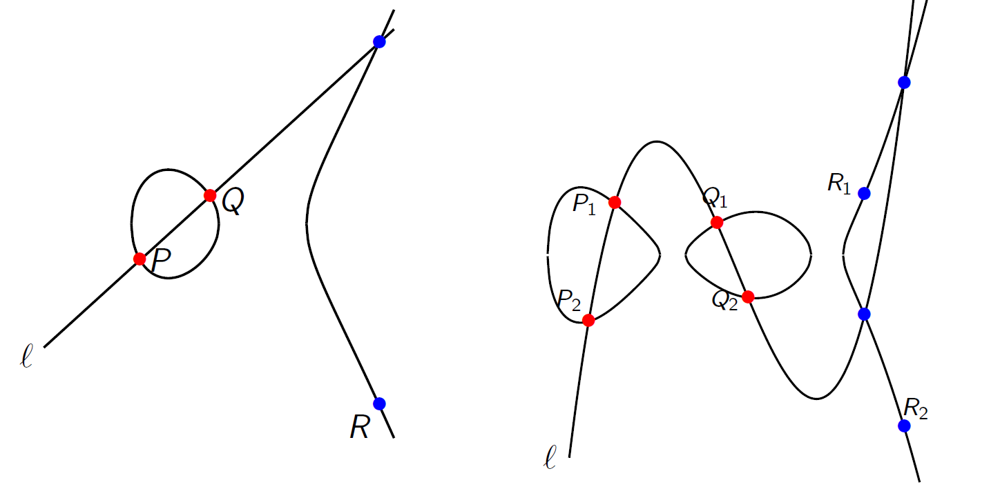 Q
P
ℓ
R
P₁
Q₁
R₁
P₂
Q₂
R₂
ℓ